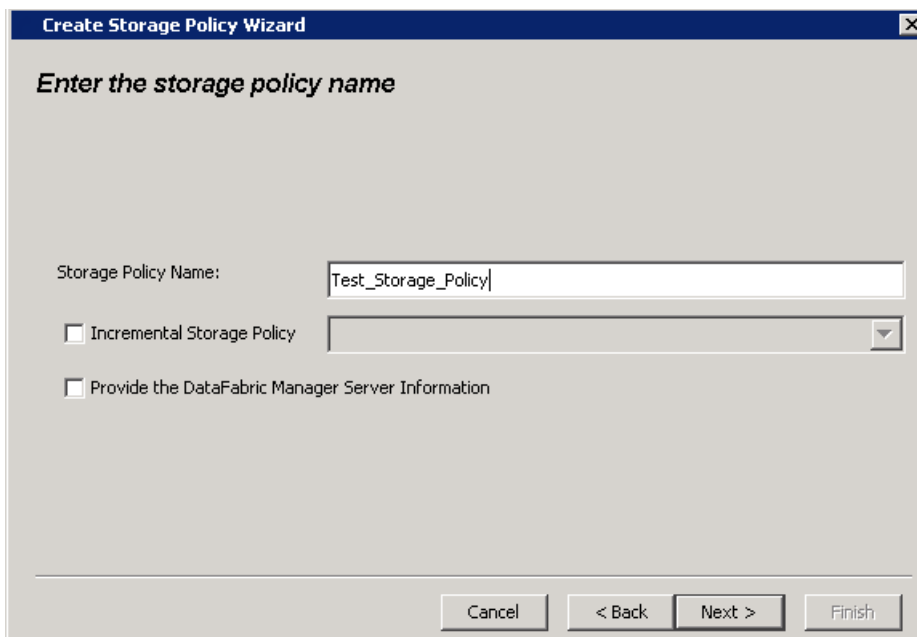 Create Storage Policy Wizard
Enter the storage policy name
Storage Policy Name: Test_Storage_Policy
Incremental Storage Policy
Provide the DataFabric Manager Server Information
Cancel < Back Next > Finish